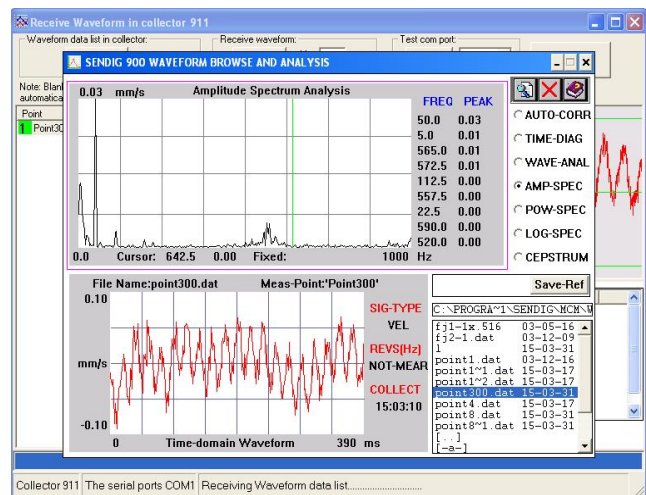 Receive Waveform in collector 911
Waveform data list in collector:
Receive waveform:
Test com port:
SENDIG 900 WAVEFORM BROWSE AND ANALYSIS
Note: Blan
automatica
Point
1 Point30
0.03 mm/s Amplitude Spectrum Analysis
FREQ PEAK
50.0 0.03
5.0 0.01
565.0 0.01
572.5 0.01
112.5 0.00
557.5 0.00
22.5 0.00
590.0 0.00
520.0 0.00
0.0 Cursor: 642.5 0.00 Fixed: 1000 Hz
AUTO-CORR
TIME-DIAG
WAVE-ANAL
AMP-SPEC
POW-SPEC
LOG-SPEC
CEPSTRUM
File Name:point300.dat Meas-Point:'Point300'
0.10
mm/s
-0.10
0 Time-domain Waveform 390 ms
SIG-TYPE
VEL
REVS(Hz)
NOT-MEAR
COLLECT
15:03:10
Save-Ref
C:\PROGRA~1\SENDIG\MCM\W
fj1-1x.516 03-05-16
fj2-1.dat 03-12-09
l 15-03-31
point1.dat 03-12-16
point1~1.dat 15-03-17
point1~2.dat 15-03-17
point300.dat 15-03-31
point4.dat 15-03-17
point8.dat 15-03-31
point8~1.dat 15-03-31
[..]
[-a-]
Collector 911 The serial ports COM1 Receiving Waveform data list.............................